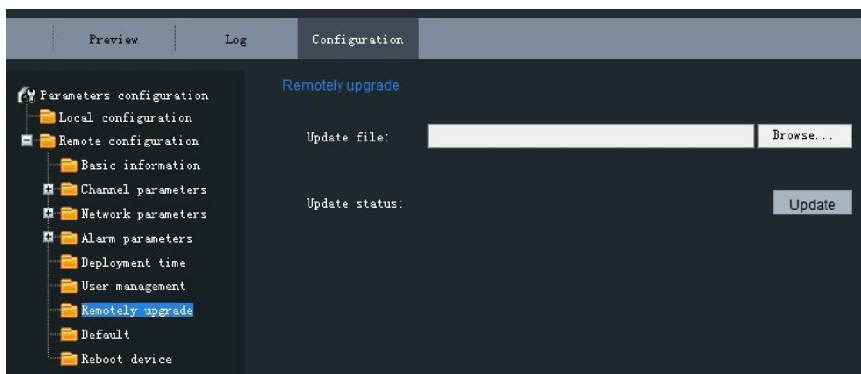 Preview Log Configuration
Parameters configuration
Local configuration
Remote configuration
Basic information
Channel parameters
Network parameters
Alarm parameters
Deployment time
User management
Remotely upgrade
Default
Reboot device
Remotely upgrade
Update file: Browse...
Update status: Update